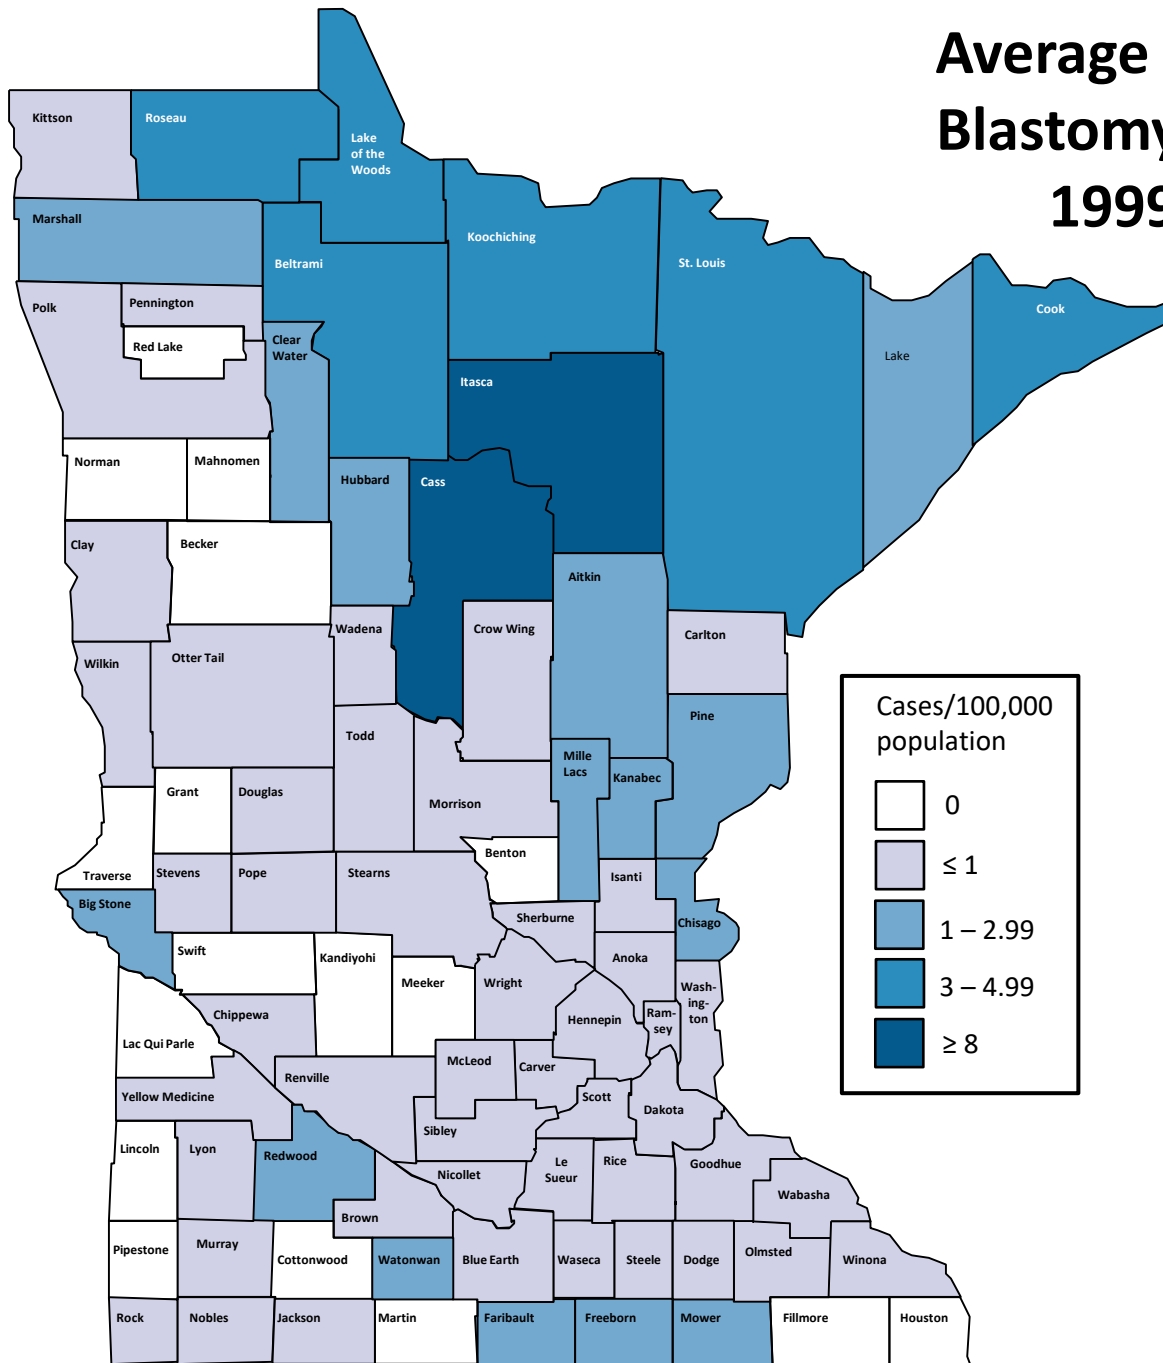 Average
Blastomy
1999
Kittson
Roseau
Lake
of the
Woods
Marshall
Koochiching
Beltrami
St. Louis
Polk
Pennington
Cook
Red Lake
Clear
Water
Lake
Itasca
Norman
Mahnomen
Hubbard
Cass
Clay
Becker
Aitkin
Wadena
Crow Wing
Carlton
Wilkin
Otter Tail
Pine
Todd
Mille
Lacs
Kanabec
Grant
Douglas
Morrison
Benton
Traverse
Stevens
Pope
Stearns
Isanti
Big Stone
Sherburne
Chisago
Swift
Kandiyohi
Anoka
Meeker
Wright
Wash-
ing-
ton
Chippewa
Hennepin
Ram-
sey
Lac Qui Parle
McLeod
Carver
Renville
Yellow Medicine
Scott
Dakota
Sibley
Lincoln
Lyon
Redwood
Nicollet
Le
Sueur
Rice
Goodhue
Wabasha
Brown
Pipestone
Murray
Cottonwood
Watonwan
Blue Earth
Waseca
Steele
Dodge
Olmsted
Winona
Rock
Nobles
Jackson
Martin
Faribault
Freeborn
Mower
Fillmore
Houston
Cases/100,000
population
0
≤ 1
1 – 2.99
3 – 4.99
≥ 8